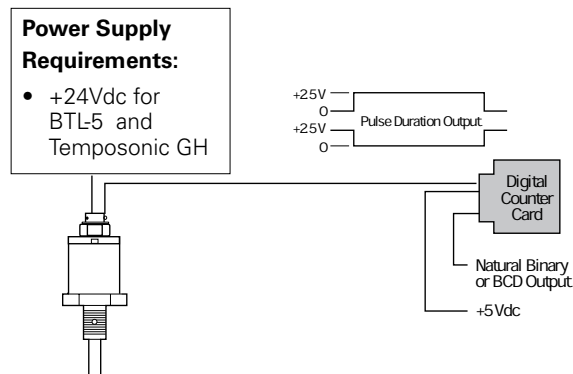 Power Supply
Requirements:
• +24Vdc for
BTL-5 and
Temposonic GH
+25V
0
+25V
0
Pulse Duration Output
Digital
Counter
Card
Natural Binary
or BCD Output
+5Vdc